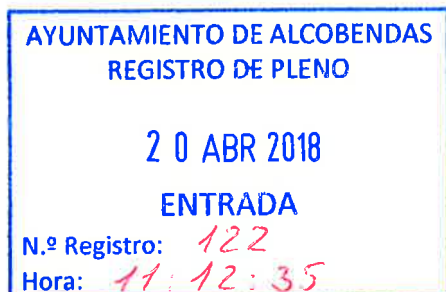 AYUNTAMIENTO DE ALCOBENDAS
REGISTRO DE PLENO
2 0 ABR 2018
ENTRADA
N.º Registro: 122
Hora: 11:12:35